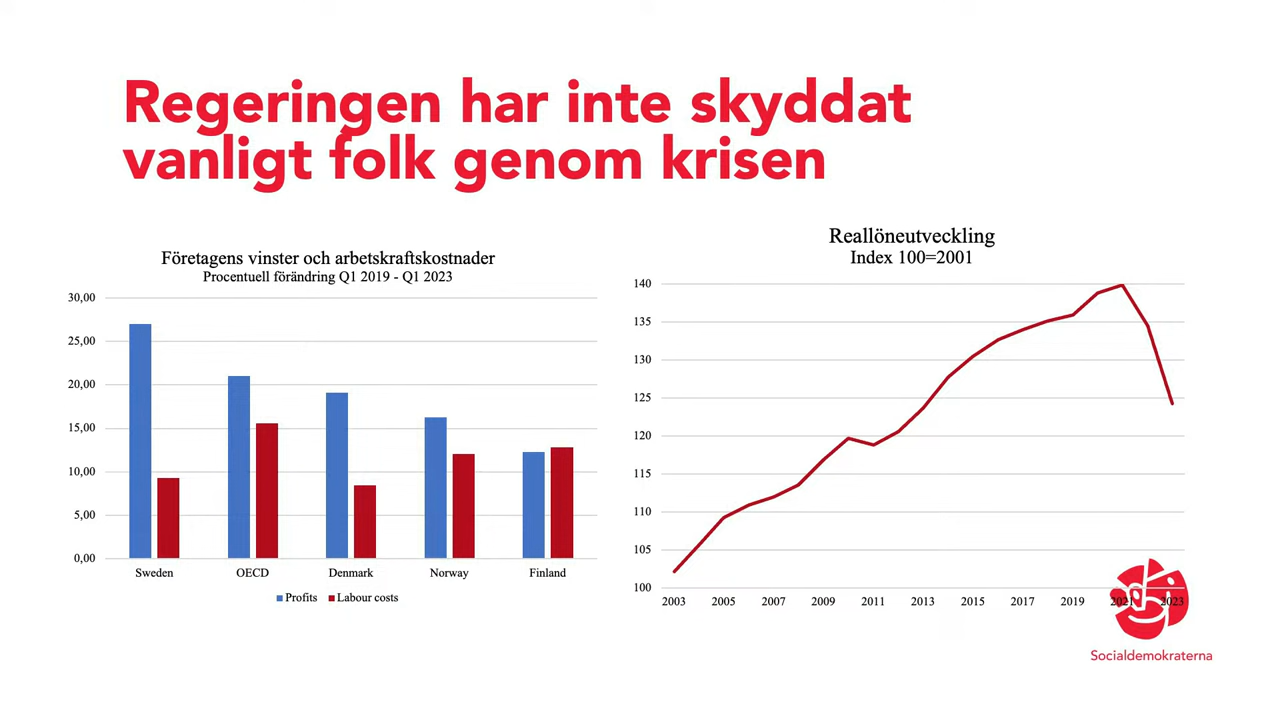 Regeringen har inte skyddat
vanligt folk genom krisen
Företagens vinster och arbetskraftskostnader
Procentuell förändring Q1 2019 - Q1 2023
30,00
25,00
20,00
15,00
10,00
5,00
0,00
Sweden OECD Denmark Norway Finland
Profits Labour costs
Reallöneutveckling
Index 100=2001
140
135
130
125
120
115
110
105
100
2003 2005 2007 2009 2011 2013 2015 2017 2019 2021 2023
Socialdemokraterna